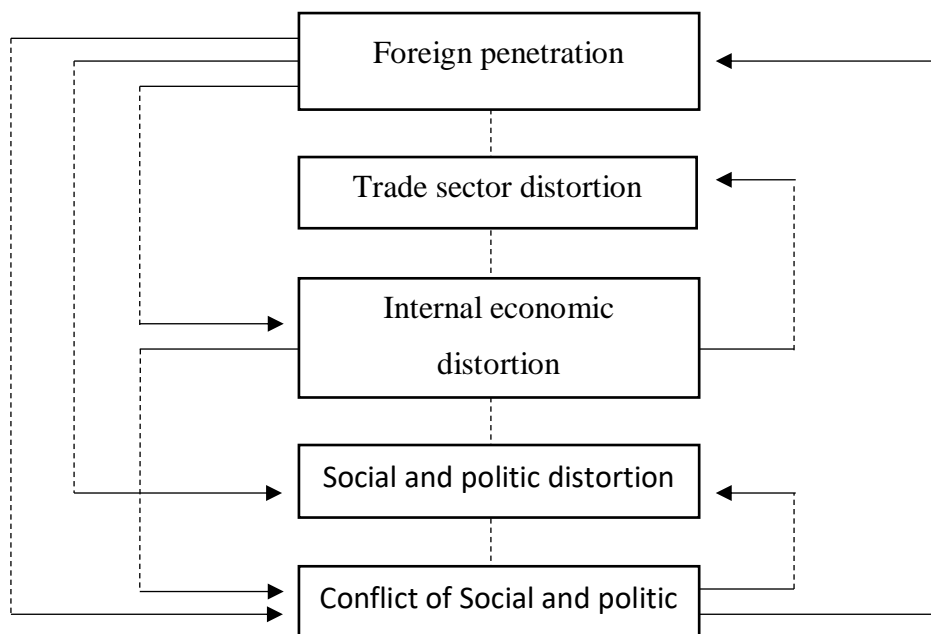 Foreign penetration
Trade sector distortion
Internal economic
distortion
Social and politic distortion
Conflict of Social and politic